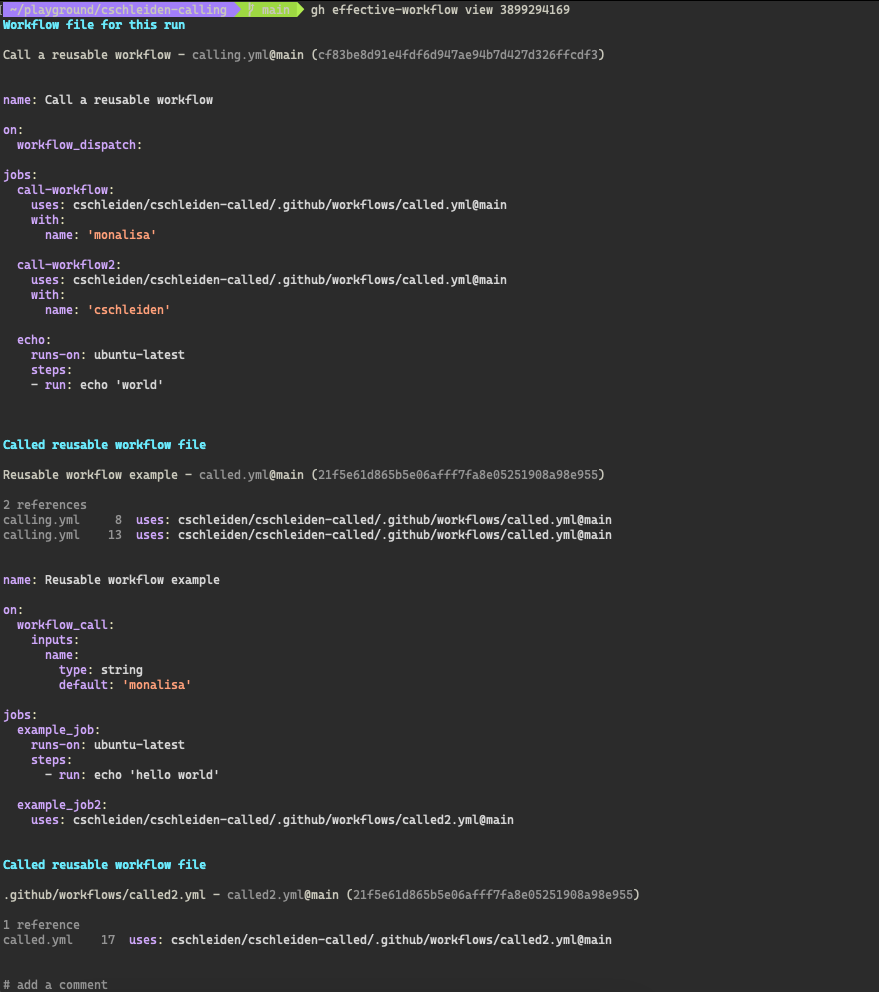 ~/playground/cschleiden-calling main gh effective-workflow view 3899294169
Workflow file for this run
Call a reusable workflow - calling.yml@main (cf83be8d91e4fdf6d947ae94b7d427d326ffcdf3)
name: Call a reusable workflow
on:
  workflow_dispatch:
jobs:
  call-workflow:
    uses: cschleiden/cschleiden-called/.github/workflows/called.yml@main
    with:
      name: 'monalisa'
  call-workflow2:
    uses: cschleiden/cschleiden-called/.github/workflows/called.yml@main
    with:
      name: 'cschleiden'
  echo:
    runs-on: ubuntu-latest
    steps:
    - run: echo 'world'
Called reusable workflow file
Reusable workflow example - called.yml@main (21f5e61d865b5e06afff7fa8e05251908a98e955)
2 references
calling.yml     8  uses: cschleiden/cschleiden-called/.github/workflows/called.yml@main
calling.yml    13  uses: cschleiden/cschleiden-called/.github/workflows/called.yml@main
name: Reusable workflow example
on:
  workflow_call:
    inputs:
      name:
        type: string
        default: 'monalisa'
jobs:
  example_job:
    runs-on: ubuntu-latest
    steps:
      - run: echo 'hello world'
  example_job2:
    uses: cschleiden/cschleiden-called/.github/workflows/called2.yml@main
Called reusable workflow file
.github/workflows/called2.yml - called2.yml@main (21f5e61d865b5e06afff7fa8e05251908a98e955)
1 reference
called.yml    17  uses: cschleiden/cschleiden-called/.github/workflows/called2.yml@main
# add a comment